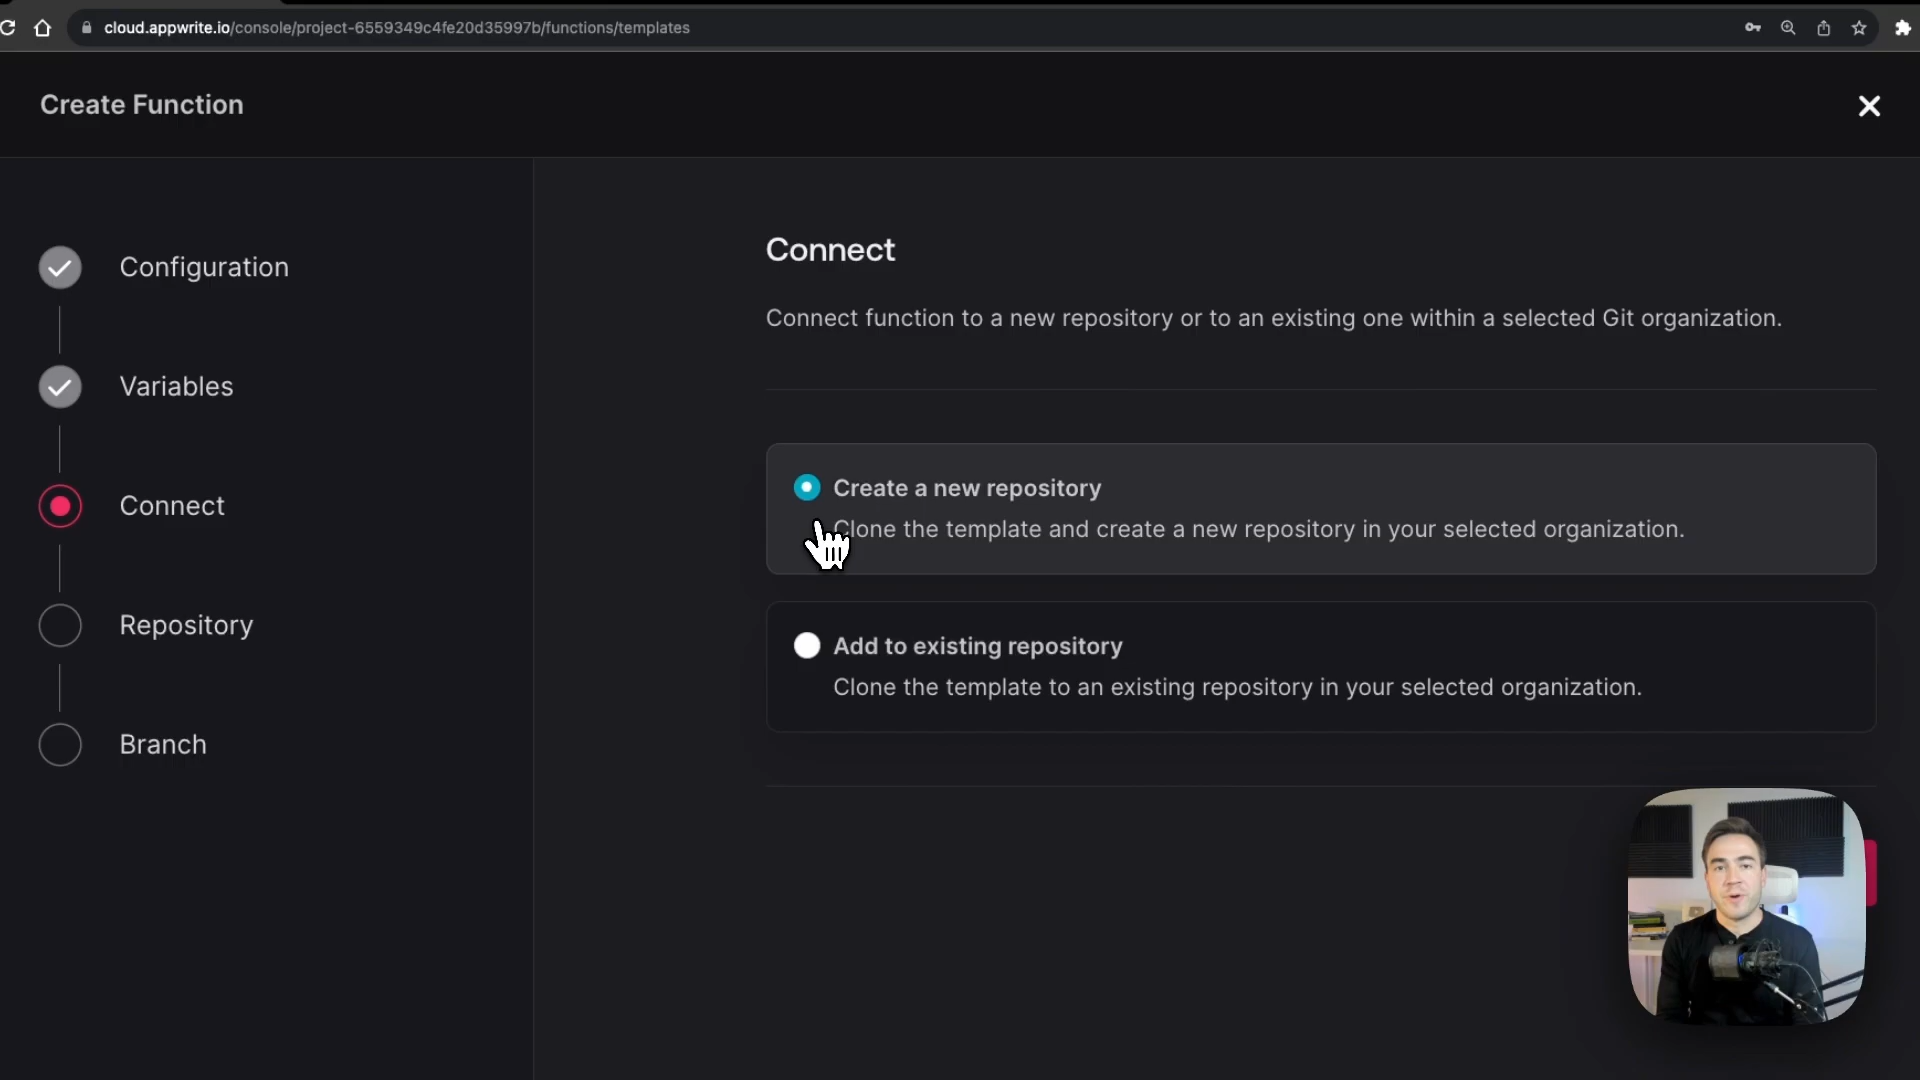 cloud.appwrite.io/console/project-6559349c4fe20d35997b/functions/templates
Create Function
Configuration
Variables
Connect
Repository
Branch
Connect
Connect function to a new repository or to an existing one within a selected Git organization.
Create a new repository
Clone the template and create a new repository in your selected organization.
Add to existing repository
Clone the template to an existing repository in your selected organization.